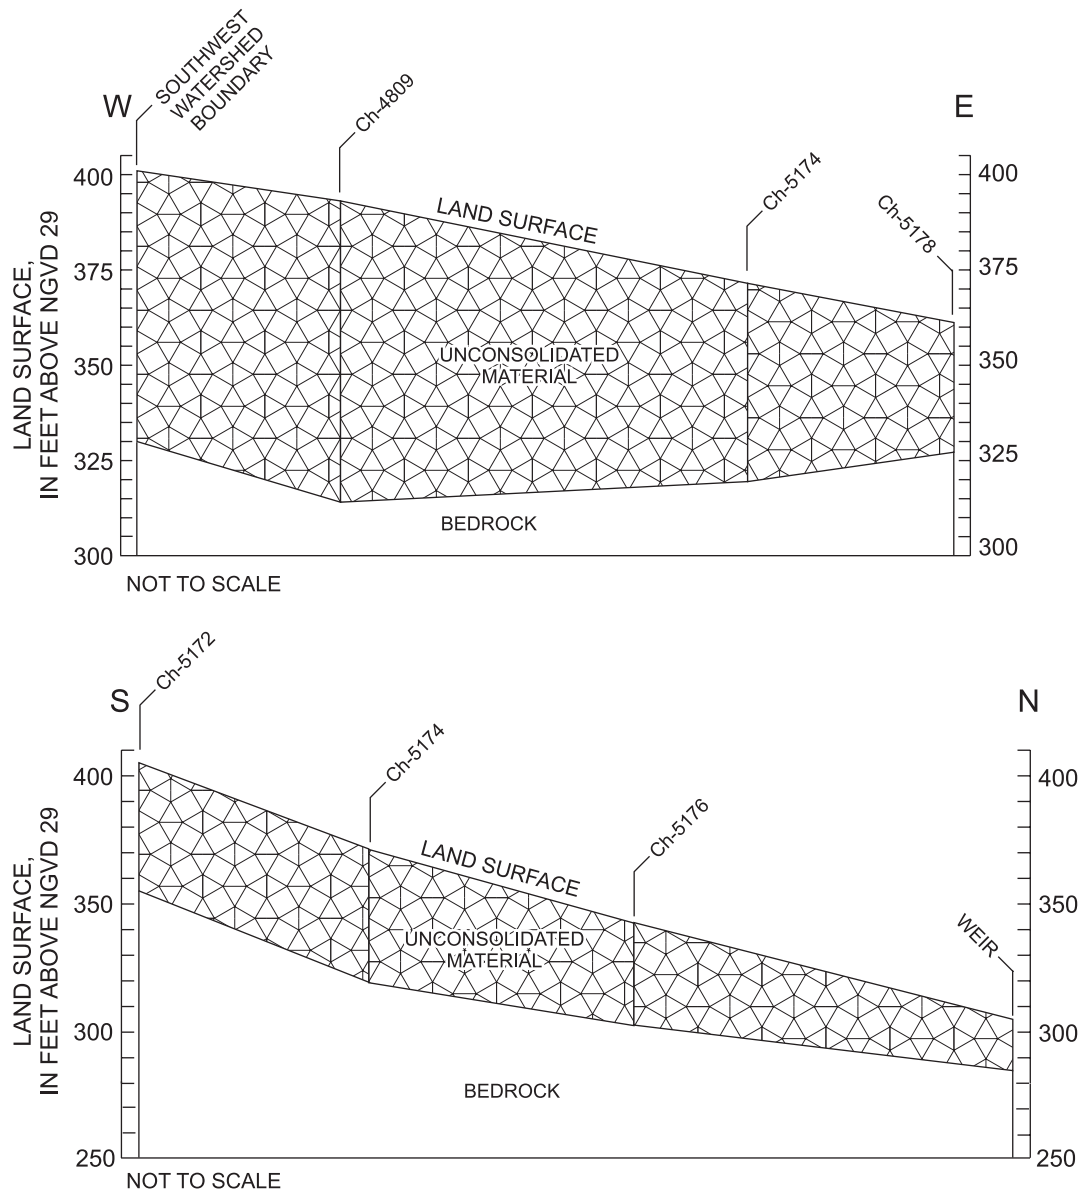 SOUTHWEST
WATERSHED
BOUNDARY
W
Ch-4809
E
Ch-5174
Ch-5178
LAND SURFACE
LAND SURFACE,
IN FEET ABOVE NGVD 29
400
375
350
325
300
400
375
350
325
300
UNCONSOLIDATED
MATERIAL
BEDROCK
NOT TO SCALE
Ch-5172
S
N
Ch-5174
Ch-5176
WEIR
LAND SURFACE
LAND SURFACE,
IN FEET ABOVE NGVD 29
400
350
300
250
400
350
300
250
UNCONSOLIDATED
MATERIAL
BEDROCK
NOT TO SCALE